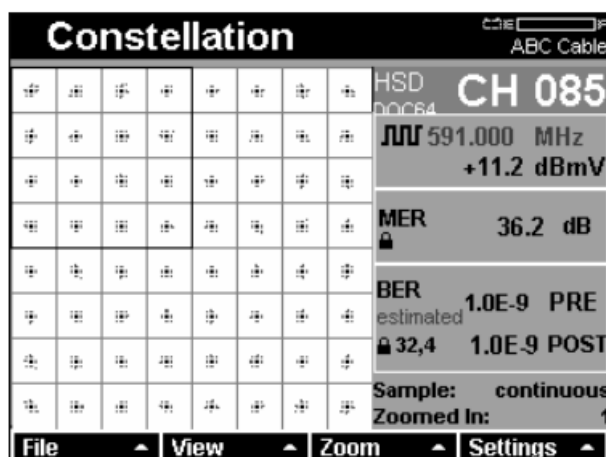 Constellation
ABC Cable
HSD CH 085
DOC64
591.000 MHz
+11.2 dBmV
MER 36.2 dB
BER 1.0E-9 PRE
estimated
32,4 1.0E-9 POST
Sample: continuous
Zoomed In: 1
File View Zoom Settings